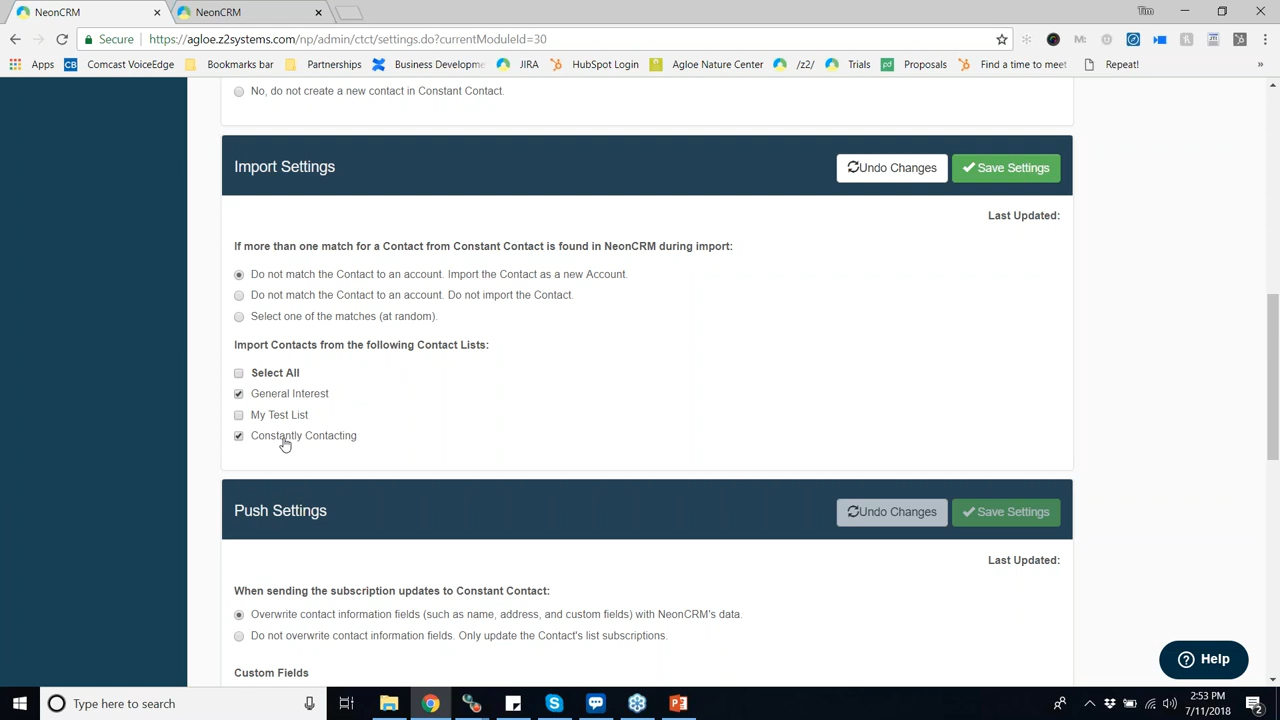 NeonCRM
NeonCRM
Tim
Secure https://agloe.z2systems.com/np/admin/ctct/settings.do?currentModuleId=30
Apps Comcast VoiceEdge Bookmarks bar Partnerships Business Developme JIRA HubSpot Login Agloe Nature Center /z2/ Trials Proposals Find a time to meet Repeat! »
No, do not create a new contact in Constant Contact.
Import Settings
Undo Changes
Save Settings
Last Updated:
If more than one match for a Contact from Constant Contact is found in NeonCRM during import:
Do not match the Contact to an account. Import the Contact as a new Account.
Do not match the Contact to an account. Do not import the Contact.
Select one of the matches (at random).
Import Contacts from the following Contact Lists:
Select All
General Interest
My Test List
Constantly Contacting
Push Settings
Undo Changes
Save Settings
Last Updated:
When sending the subscription updates to Constant Contact:
Overwrite contact information fields (such as name, address, and custom fields) with NeonCRM's data.
Do not overwrite contact information fields. Only update the Contact's list subscriptions.
Custom Fields
Help
Type here to search
2:53 PM
7/11/2018